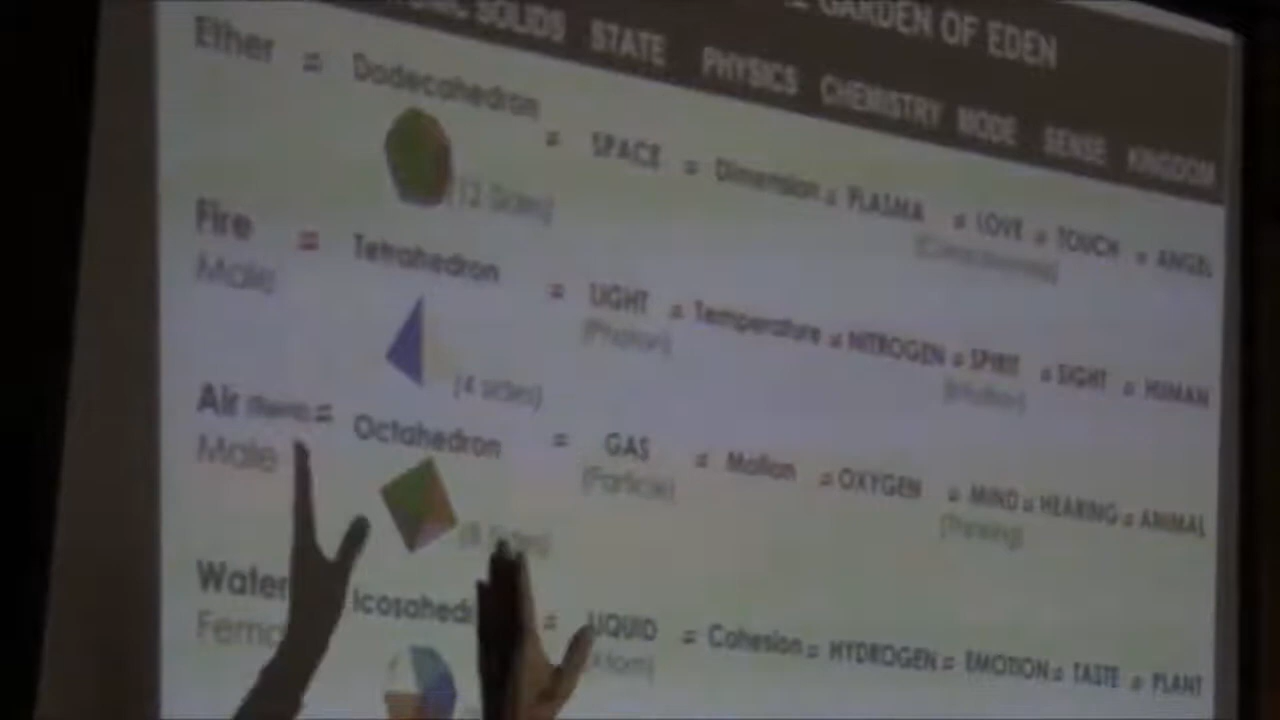 GARDEN OF EDEN
SOLIDS STATE PHYSICS CHEMISTRY MODE SENSE KINGDOM
Ether = Dodecahedron = SPACE = Dimension = PLASMA = LOVE = TOUCH = ANGEL
(12 Sides)
Fire = Tetrahedron = LIGHT = Temperature = NITROGEN = SPIRIT = SIGHT = HUMAN
Male (Photon)
(4 sides)
Air = Octahedron = GAS = Motion = OXYGEN = MIND = HEARING = ANIMAL
Male (Particle) (Thinking)
Water Icosahed = LIQUID = Cohesion = HYDROGEN = EMOTION = TASTE = PLANT
(Atom)